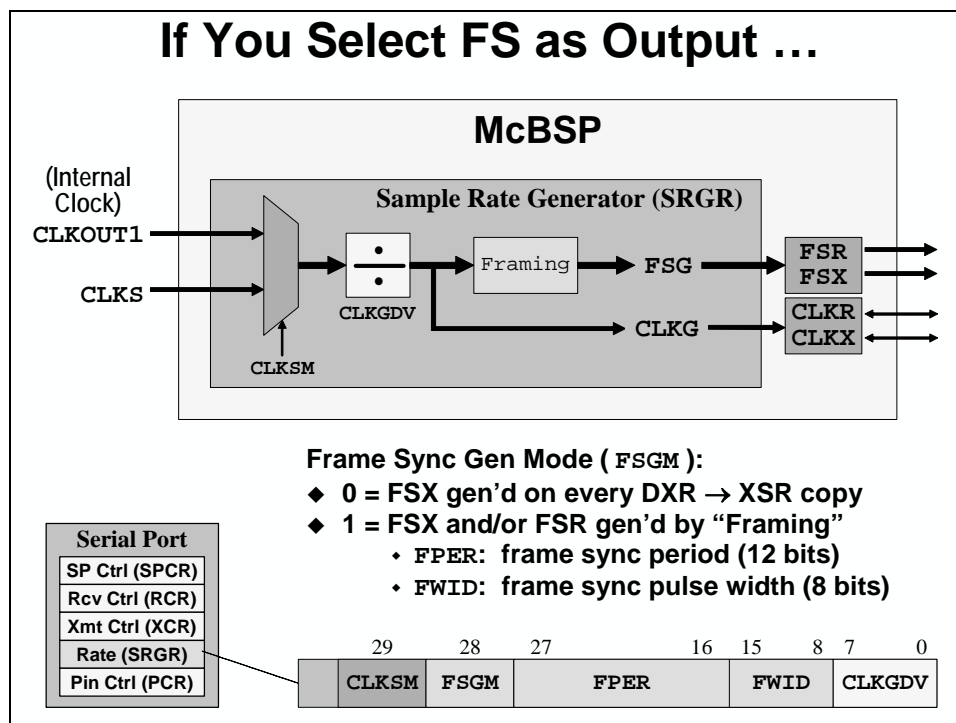 If You Select FS as Output …
McBSP
(Internal
Clock)
CLKOUT1
CLKS
Sample Rate Generator (SRGR)
CLKGDV
CLKSM
Framing
FSG
CLKG
FSR
FSX
CLKR
CLKX
Frame Sync Gen Mode ( FSGM ):
◆ 0 = FSX gen’d on every DXR → XSR copy
◆ 1 = FSX and/or FSR gen’d by “Framing”
◆ FPER: frame sync period (12 bits)
◆ FWID: frame sync pulse width (8 bits)
Serial Port
SP Ctrl (SPCR)
Rcv Ctrl (RCR)
Xmt Ctrl (XCR)
Rate (SRGR)
Pin Ctrl (PCR)
29 28 27 16 15 8 7 0
CLKSM FSGM FPER FWID CLKGDV